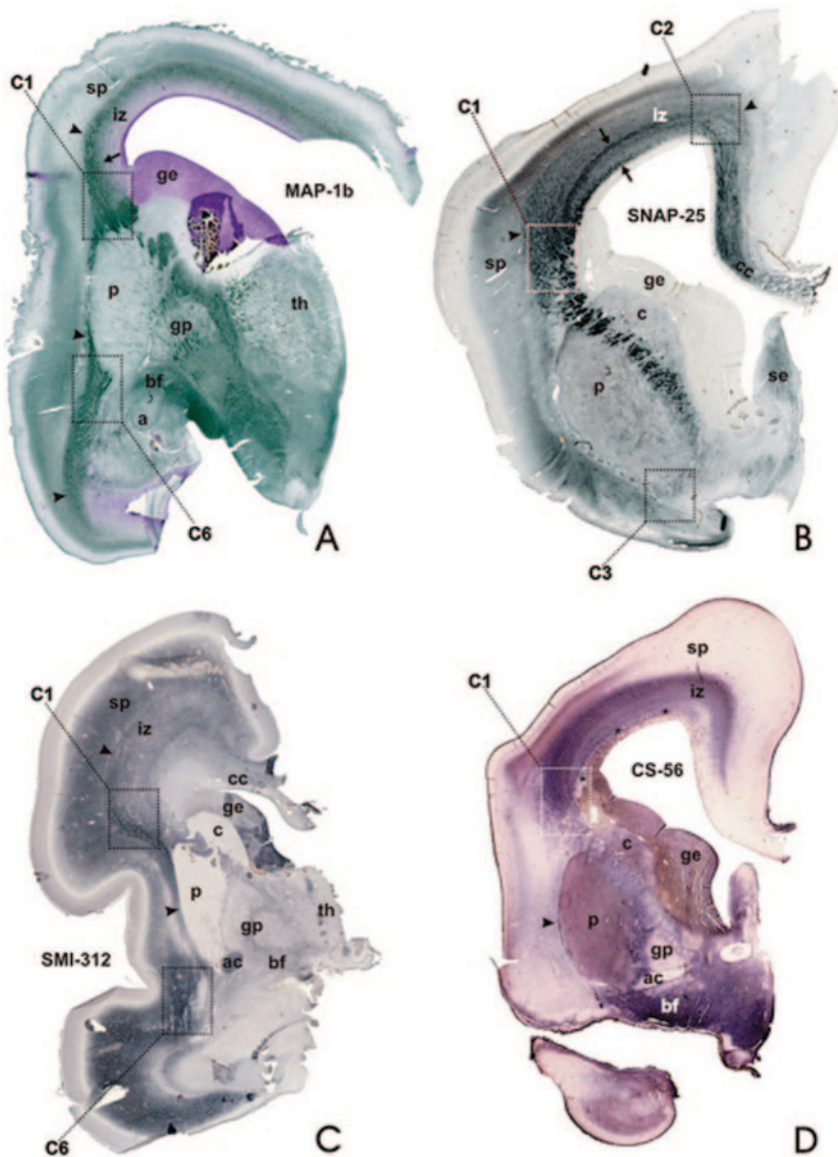 C1
sp
iz
ge
MAP-1b
p
th
gp
bf
a
C6
A
C2
C1
iz
SNAP-25
sp
ge
cc
c
p
se
C3
B
C1
sp
iz
cc
ge
c
p
th
gp
SMI-312
ac
bf
C6
C
sp
C1
iz
*
*
*
CS-56
c
ge
p
gp
ac
bf
D